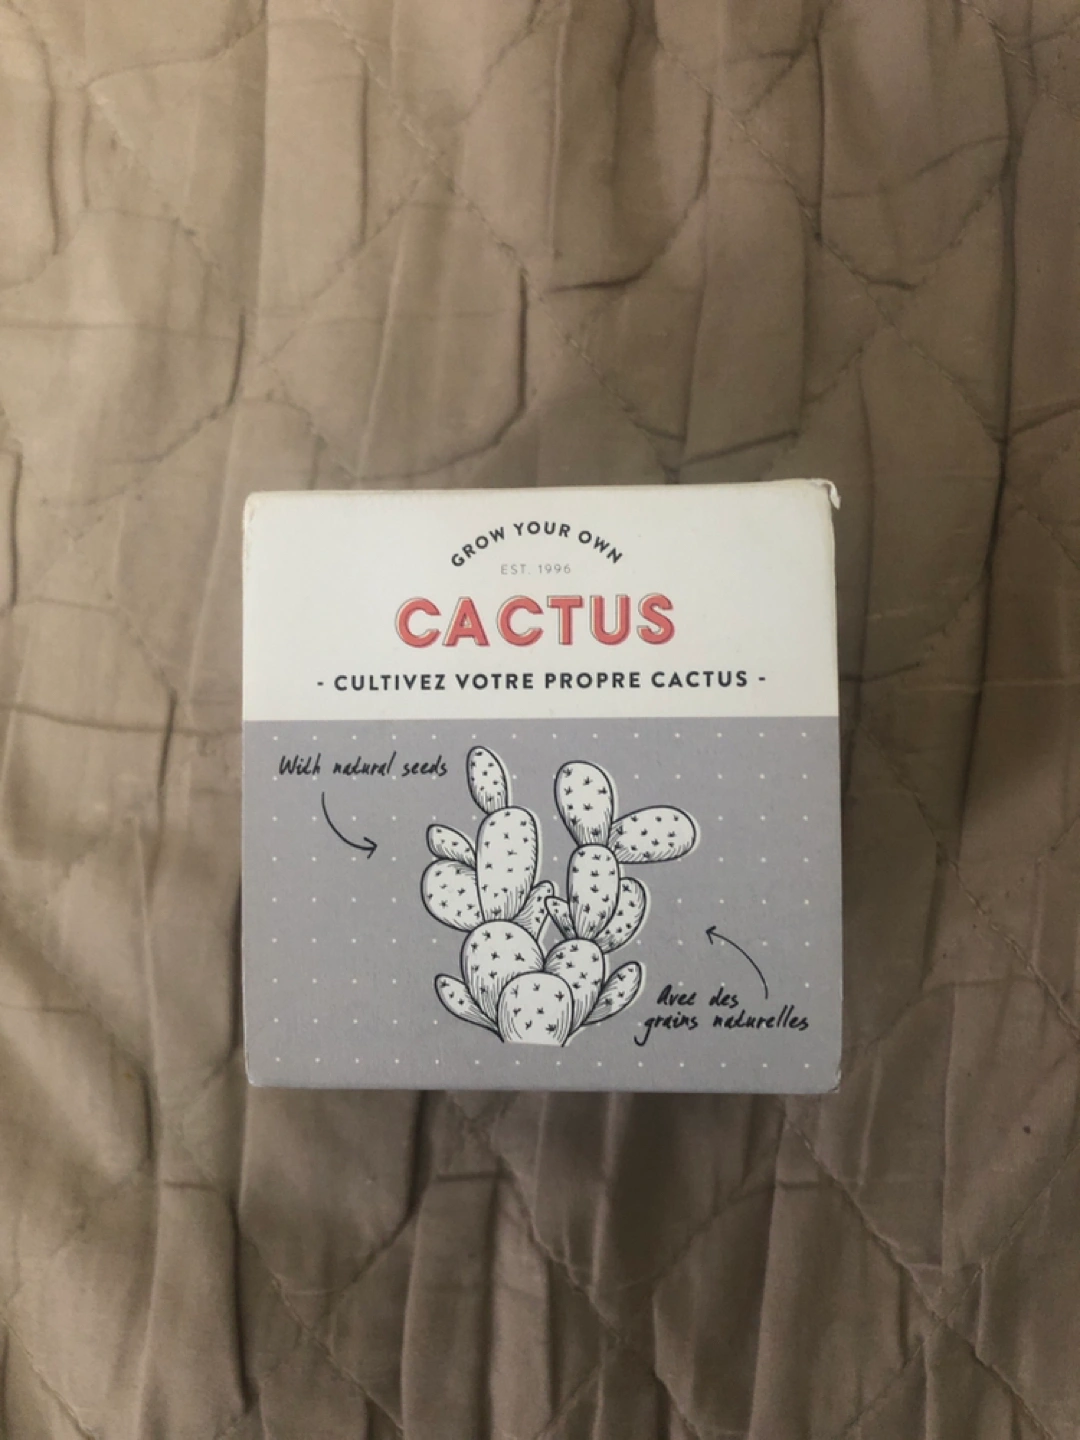 GROW YOUR OWN
EST. 1996
CACTUS
- CULTIVEZ VOTRE PROPRE CACTUS -
With natural seeds
Avec des
grains naturelles